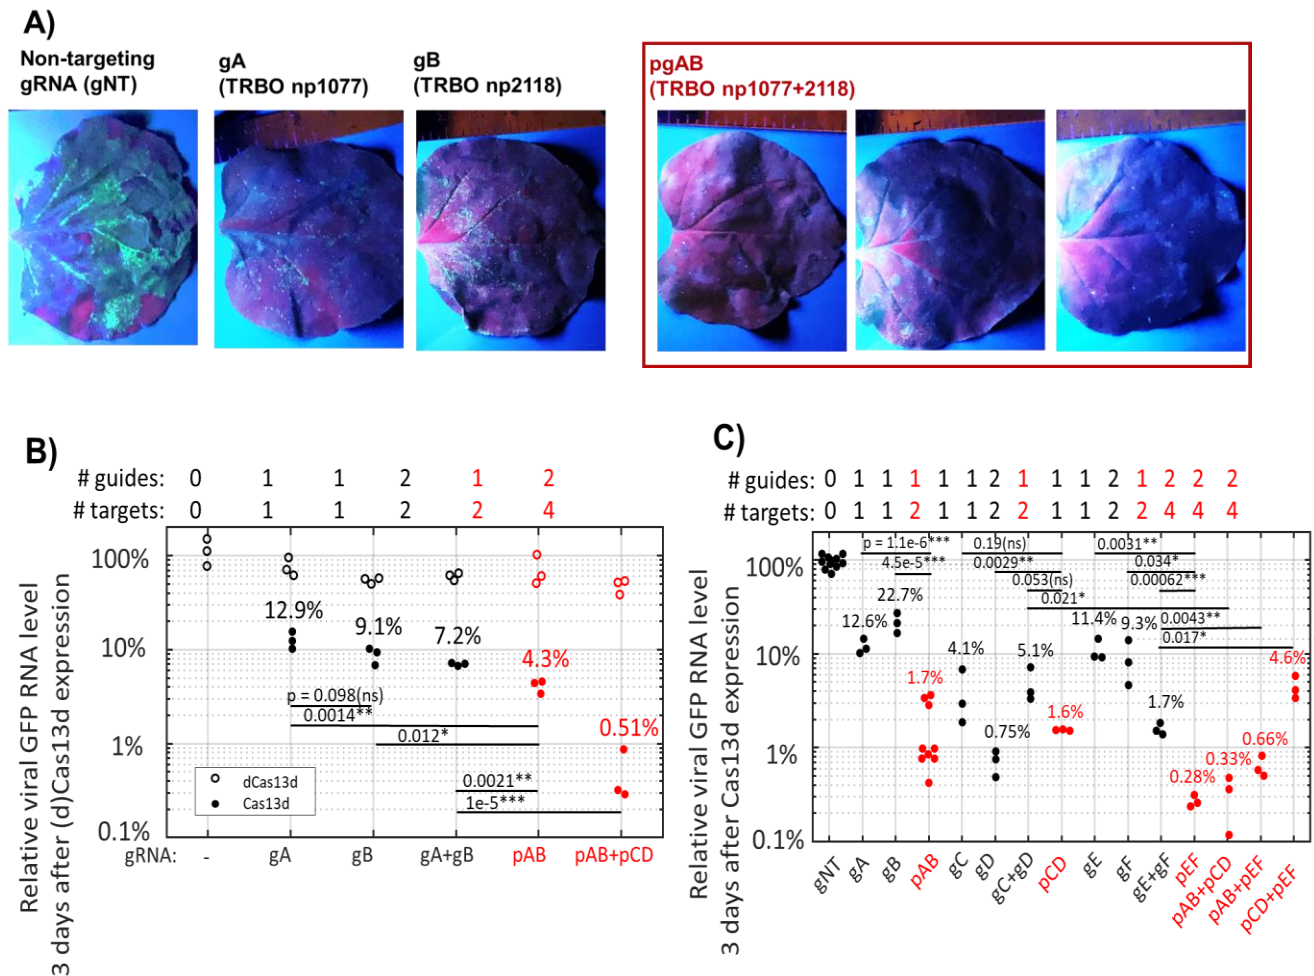 A)
Non-targeting
gRNA (gNT)
gA
(TRBO np1077)
gB
(TRBO np2118)
pgAB
(TRBO np1077+2118)
B)
# guides: 0 1 1 2 1 2
# targets: 0 1 1 2 2 4
Relative viral GFP RNA level
3 days after (d)Cas13d expression
100%
10%
1%
0.1%
12.9%
9.1%
7.2%
4.3%
0.51%
p = 0.098(ns)
0.0014**
0.012*
0.0021**
1e-5***
dCas13d
Cas13d
gRNA: - gA gB gA+gB pAB pAB+pCD
C)
# guides: 0 1 1 1 1 1 2 1 1 1 2 1 2 2 2
# targets: 0 1 1 2 1 1 2 2 1 1 2 2 4 4 4
Relative viral GFP RNA level
3 days after Cas13d expression
100%
10%
1%
0.1%
p = 1.1e-6***
0.19(ns)
0.0031**
4.5e-5***
0.0029**
0.034*
0.053(ns)
0.00062***
0.021*
0.0043**
0.017*
12.6%
22.7%
1.7%
4.1%
0.75%
5.1%
1.6%
11.4%
9.3%
1.7%
0.28%
0.33%
0.66%
4.6%
gNT gA gB pAB gC gD gC+gD pCD gE gF gE+gF pEF pAB+pCD pAB+pEF pCD+pEF